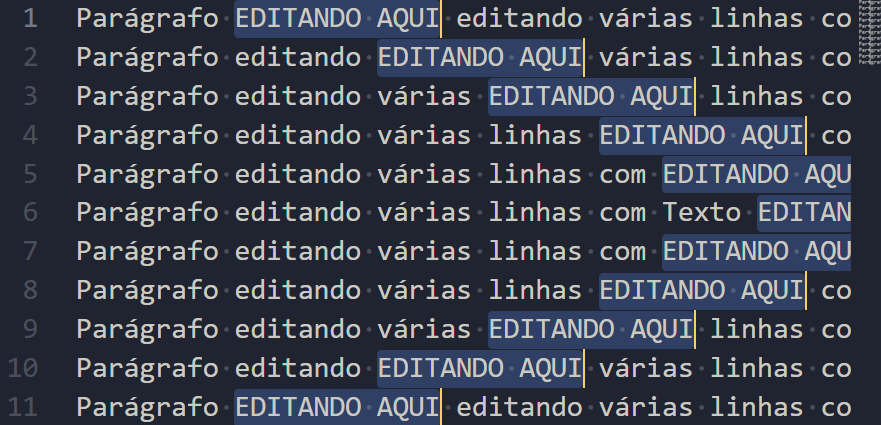 1 Parágrafo EDITANDO AQUI editando várias linhas co
2 Parágrafo editando EDITANDO AQUI várias linhas co
3 Parágrafo editando várias EDITANDO AQUI linhas co
4 Parágrafo editando várias linhas EDITANDO AQUI co
5 Parágrafo editando várias linhas com EDITANDO AQU
6 Parágrafo editando várias linhas com Texto EDITAN
7 Parágrafo editando várias linhas com EDITANDO AQU
8 Parágrafo editando várias linhas EDITANDO AQUI co
9 Parágrafo editando várias EDITANDO AQUI linhas co
10 Parágrafo editando EDITANDO AQUI várias linhas co
11 Parágrafo EDITANDO AQUI editando várias linhas co